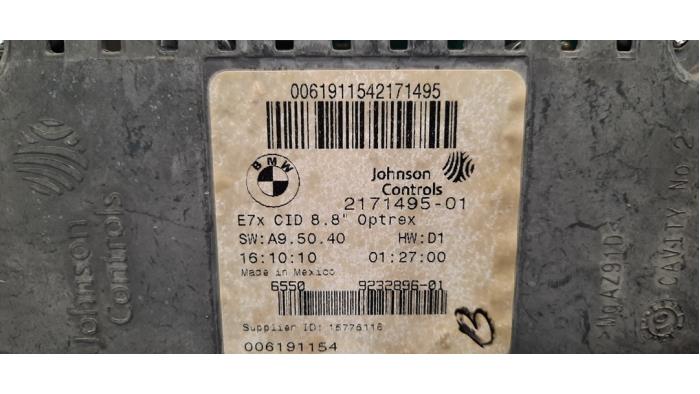 0061911542171495
BMW
Johnson
Controls
2171495-01
E7x CID 8.8" Optrex
SW:A9.50.40 HW:D1
16:10:10 01:27:00
Made in Mexico
6550 9232896-01
Supplier ID: 15776116
006191154
B
Johnson
Controls
>MgAZ91D<
CAVITY No. 2